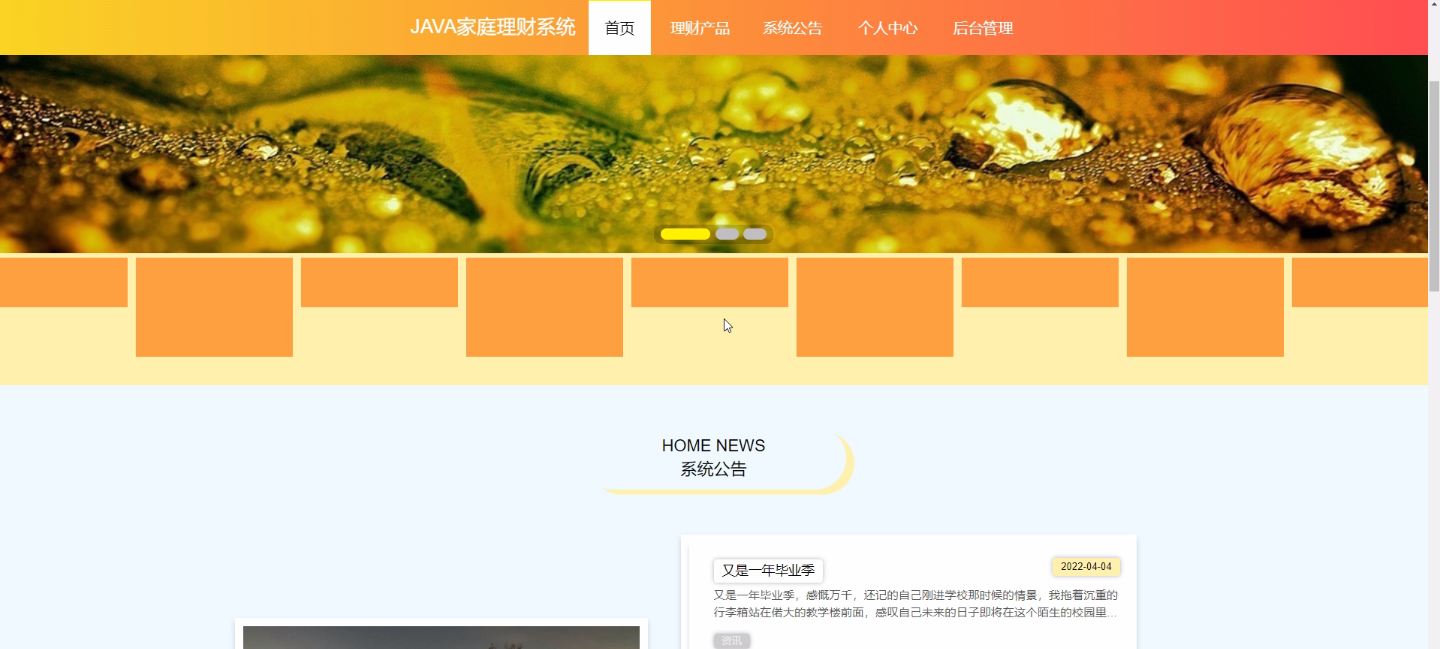 JAVA家庭理财系统 首页 理财产品 系统公告 个人中心 后台管理
HOME NEWS
系统公告
又是一年毕业季 2022-04-04
又是一年毕业季，感慨万千，还记的自己刚进学校那时候的情景，我拖着沉重的
行李箱站在偌大的教学楼前面，感叹自己未来的日子即将在这个陌生的校园里...
资讯